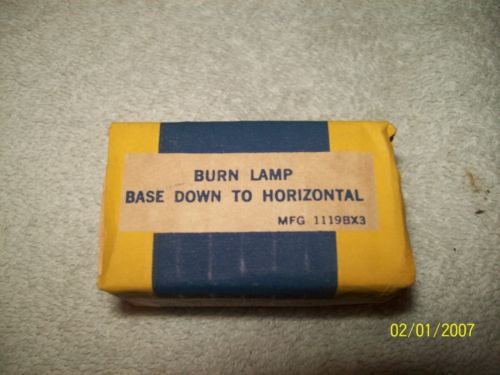 BURN LAMP
BASE DOWN TO HORIZONTAL
MFG 1119BX3
02/01/2007